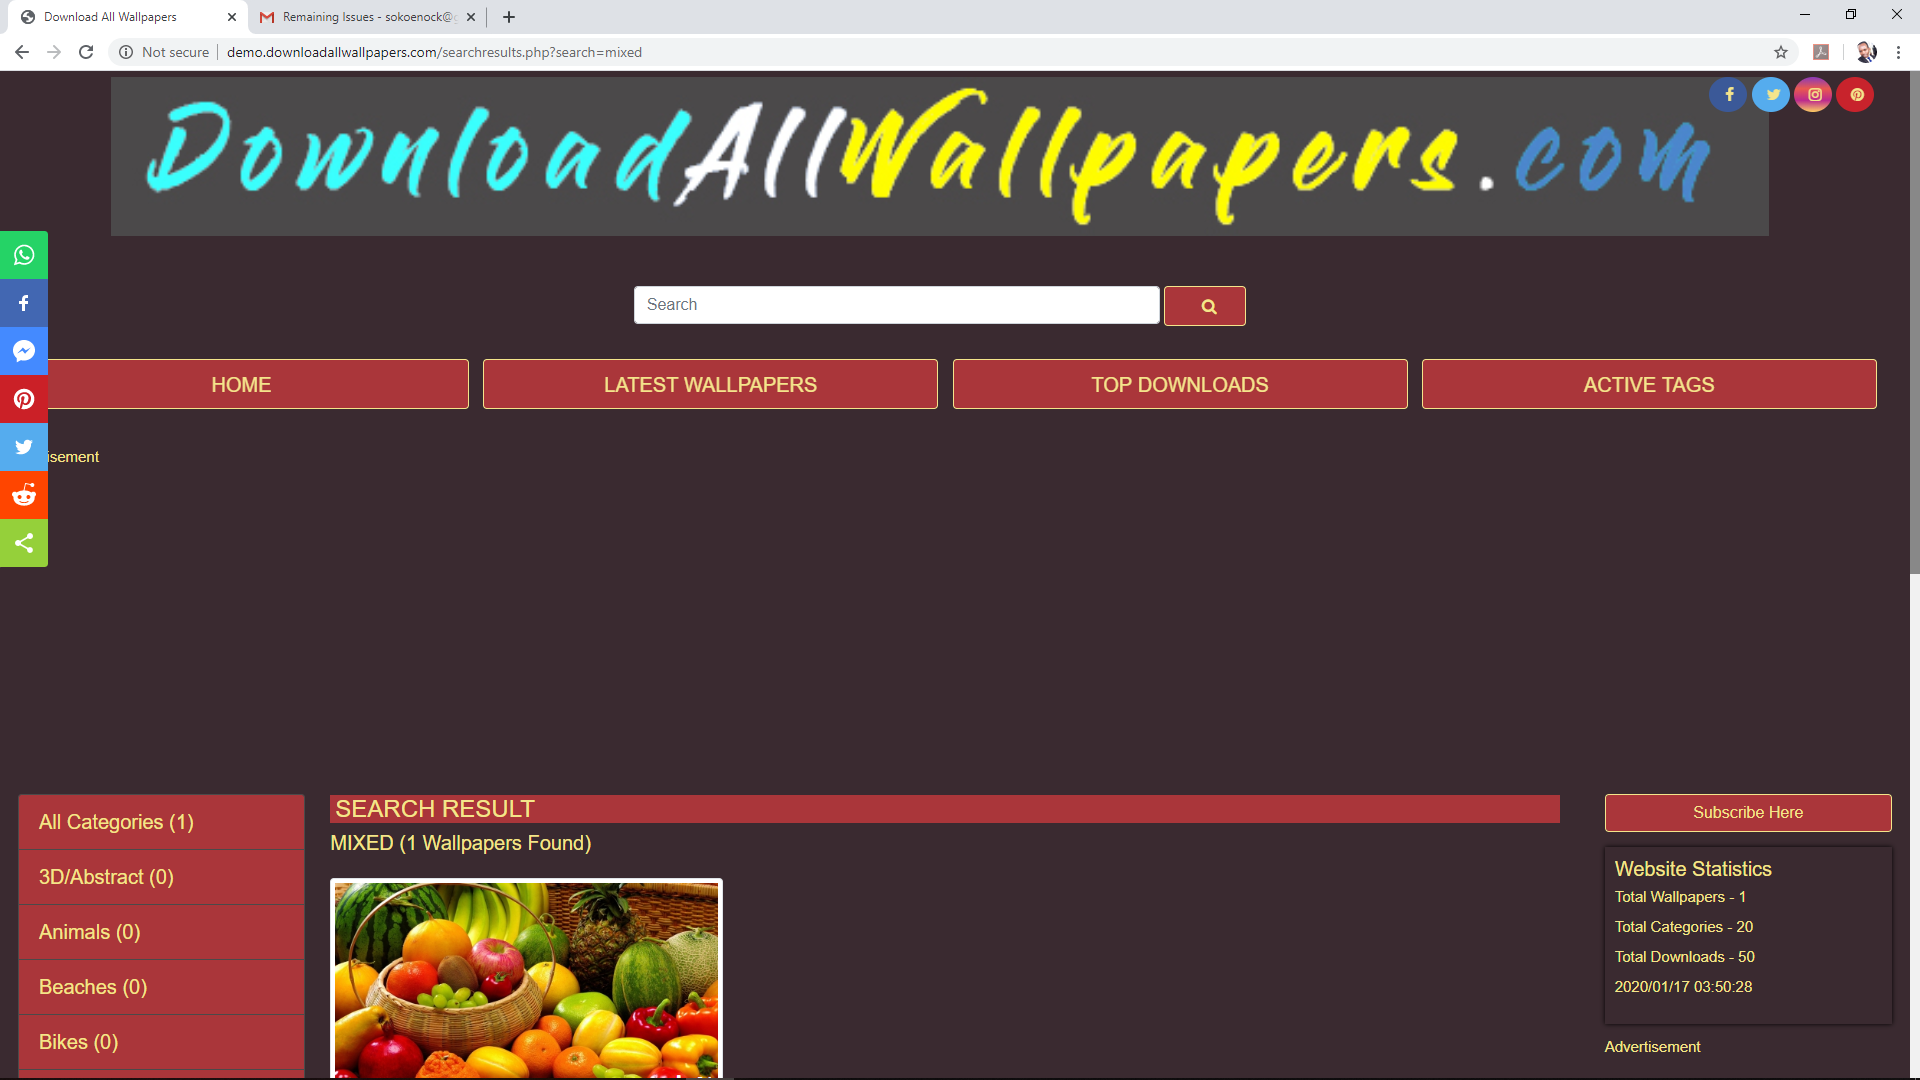 Download All Wallpapers
Remaining Issues - sokoenock@
Not secure
demo.downloadallwallpapers.com/searchresults.php?search=mixed
DownloadAllWallpapers.com
Search
HOME
LATEST WALLPAPERS
TOP DOWNLOADS
ACTIVE TAGS
isement
All Categories (1)
3D/Abstract (0)
Animals (0)
Beaches (0)
Bikes (0)
SEARCH RESULT
MIXED (1 Wallpapers Found)
Subscribe Here
Website Statistics
Total Wallpapers - 1
Total Categories - 20
Total Downloads - 50
2020/01/17 03:50:28
Advertisement